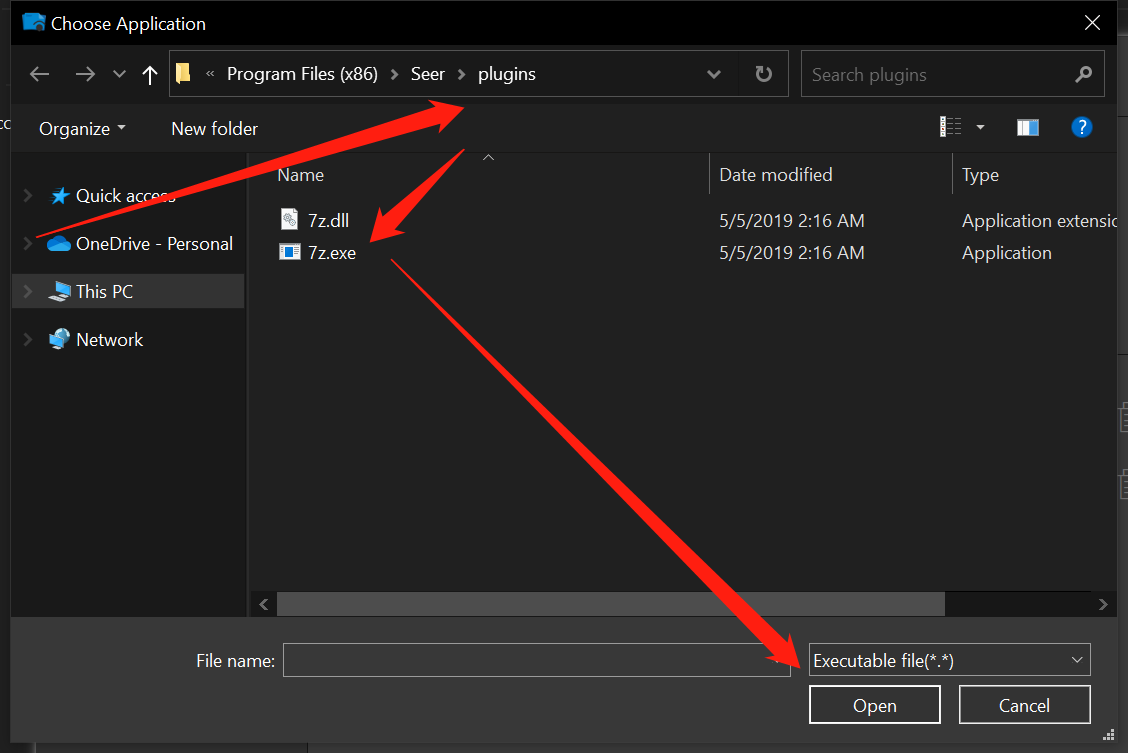 Choose Application
« Program Files (x86) > Seer > plugins
Search plugins
Organize
New folder
?
Name
Date modified
Type
Quick access
OneDrive - Personal
This PC
Network
7z.dll 5/5/2019 2:16 AM Application extensio
7z.exe 5/5/2019 2:16 AM Application
File name:
Executable file(*.*)
Open
Cancel